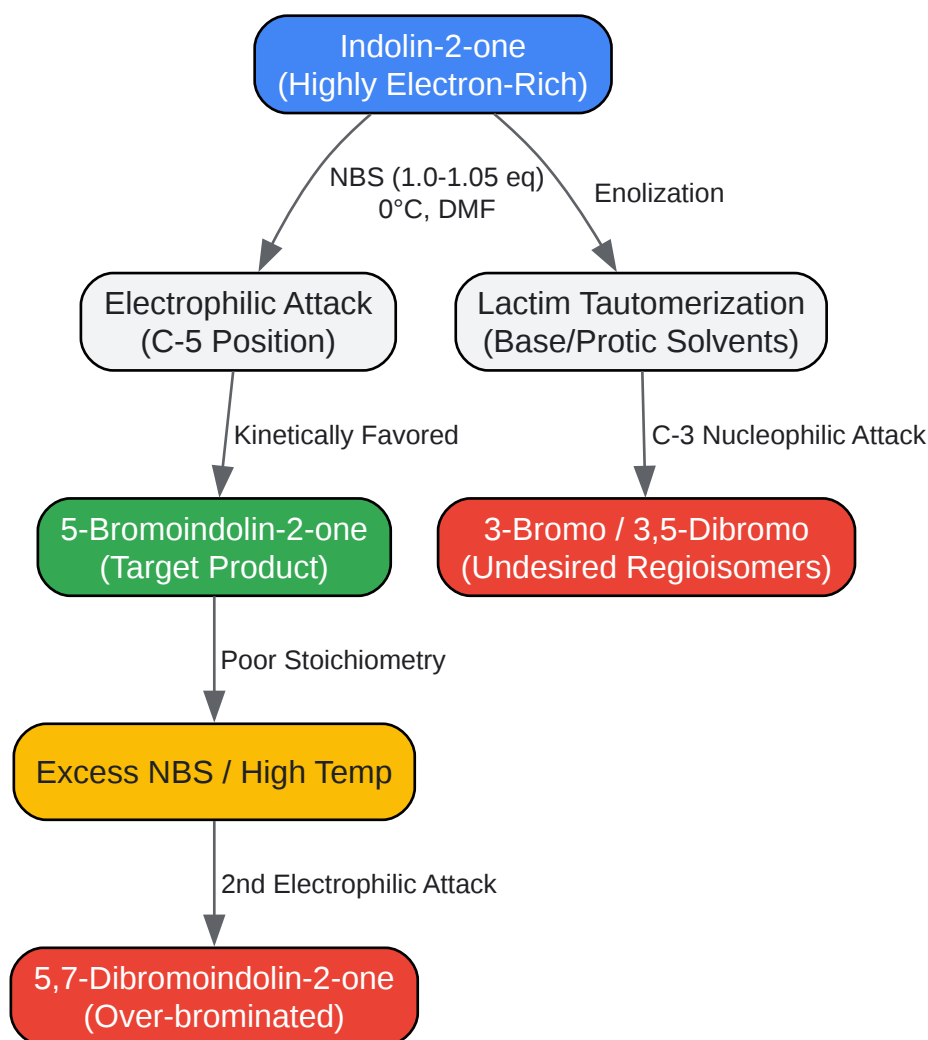 Indolin-2-one
(Highly Electron-Rich)
NBS (1.0-1.05 eq)
0°C, DMF
Enolization
Electrophilic Attack
(C-5 Position)
Lactim Tautomerization
(Base/Protic Solvents)
Kinetically Favored
C-3 Nucleophilic Attack
5-Bromoindolin-2-one
(Target Product)
3-Bromo / 3,5-Dibromo
(Undesired Regioisomers)
Poor Stoichiometry
Excess NBS / High Temp
2nd Electrophilic Attack
5,7-Dibromoindolin-2-one
(Over-brominated)